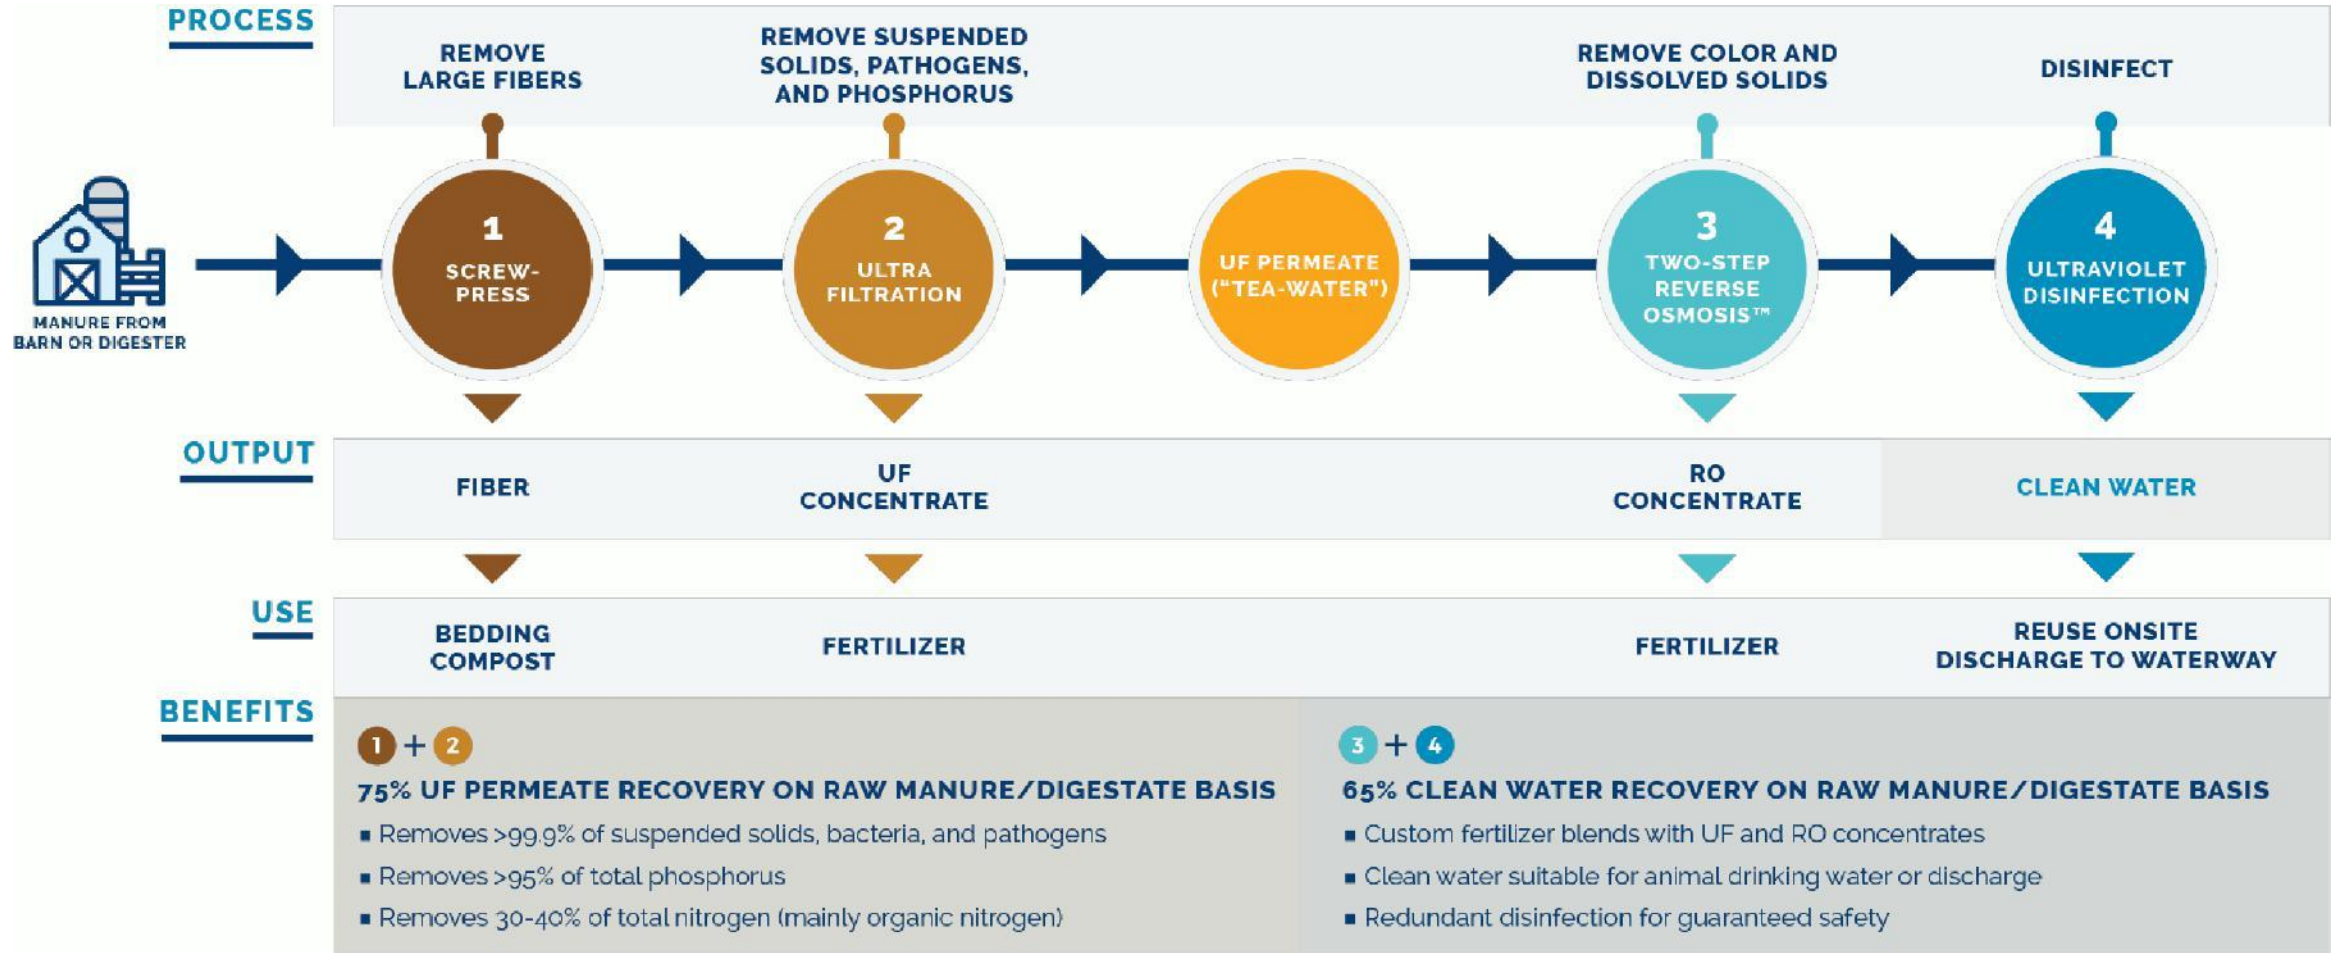 PROCESS
REMOVE
LARGE FIBERS
REMOVE SUSPENDED
SOLIDS, PATHOGENS,
AND PHOSPHORUS
REMOVE COLOR AND
DISSOLVED SOLIDS
DISINFECT
MANURE FROM
BARN OR DIGESTER
1
SCREW-
PRESS
2
ULTRA
FILTRATION
UF PERMEATE
("TEA-WATER")
3
TWO-STEP
REVERSE
OSMOSIS™
4
ULTRAVIOLET
DISINFECTION
OUTPUT
FIBER
UF
CONCENTRATE
RO
CONCENTRATE
CLEAN WATER
USE
BEDDING
COMPOST
FERTILIZER
FERTILIZER
REUSE ONSITE
DISCHARGE TO WATERWAY
BENEFITS
1 + 2
75% UF PERMEATE RECOVERY ON RAW MANURE/DIGESTATE BASIS
▪ Removes >99.9% of suspended solids, bacteria, and pathogens
▪ Removes >95% of total phosphorus
▪ Removes 30-40% of total nitrogen (mainly organic nitrogen)
3 + 4
65% CLEAN WATER RECOVERY ON RAW MANURE/DIGESTATE BASIS
▪ Custom fertilizer blends with UF and RO concentrates
▪ Clean water suitable for animal drinking water or discharge
▪ Redundant disinfection for guaranteed safety